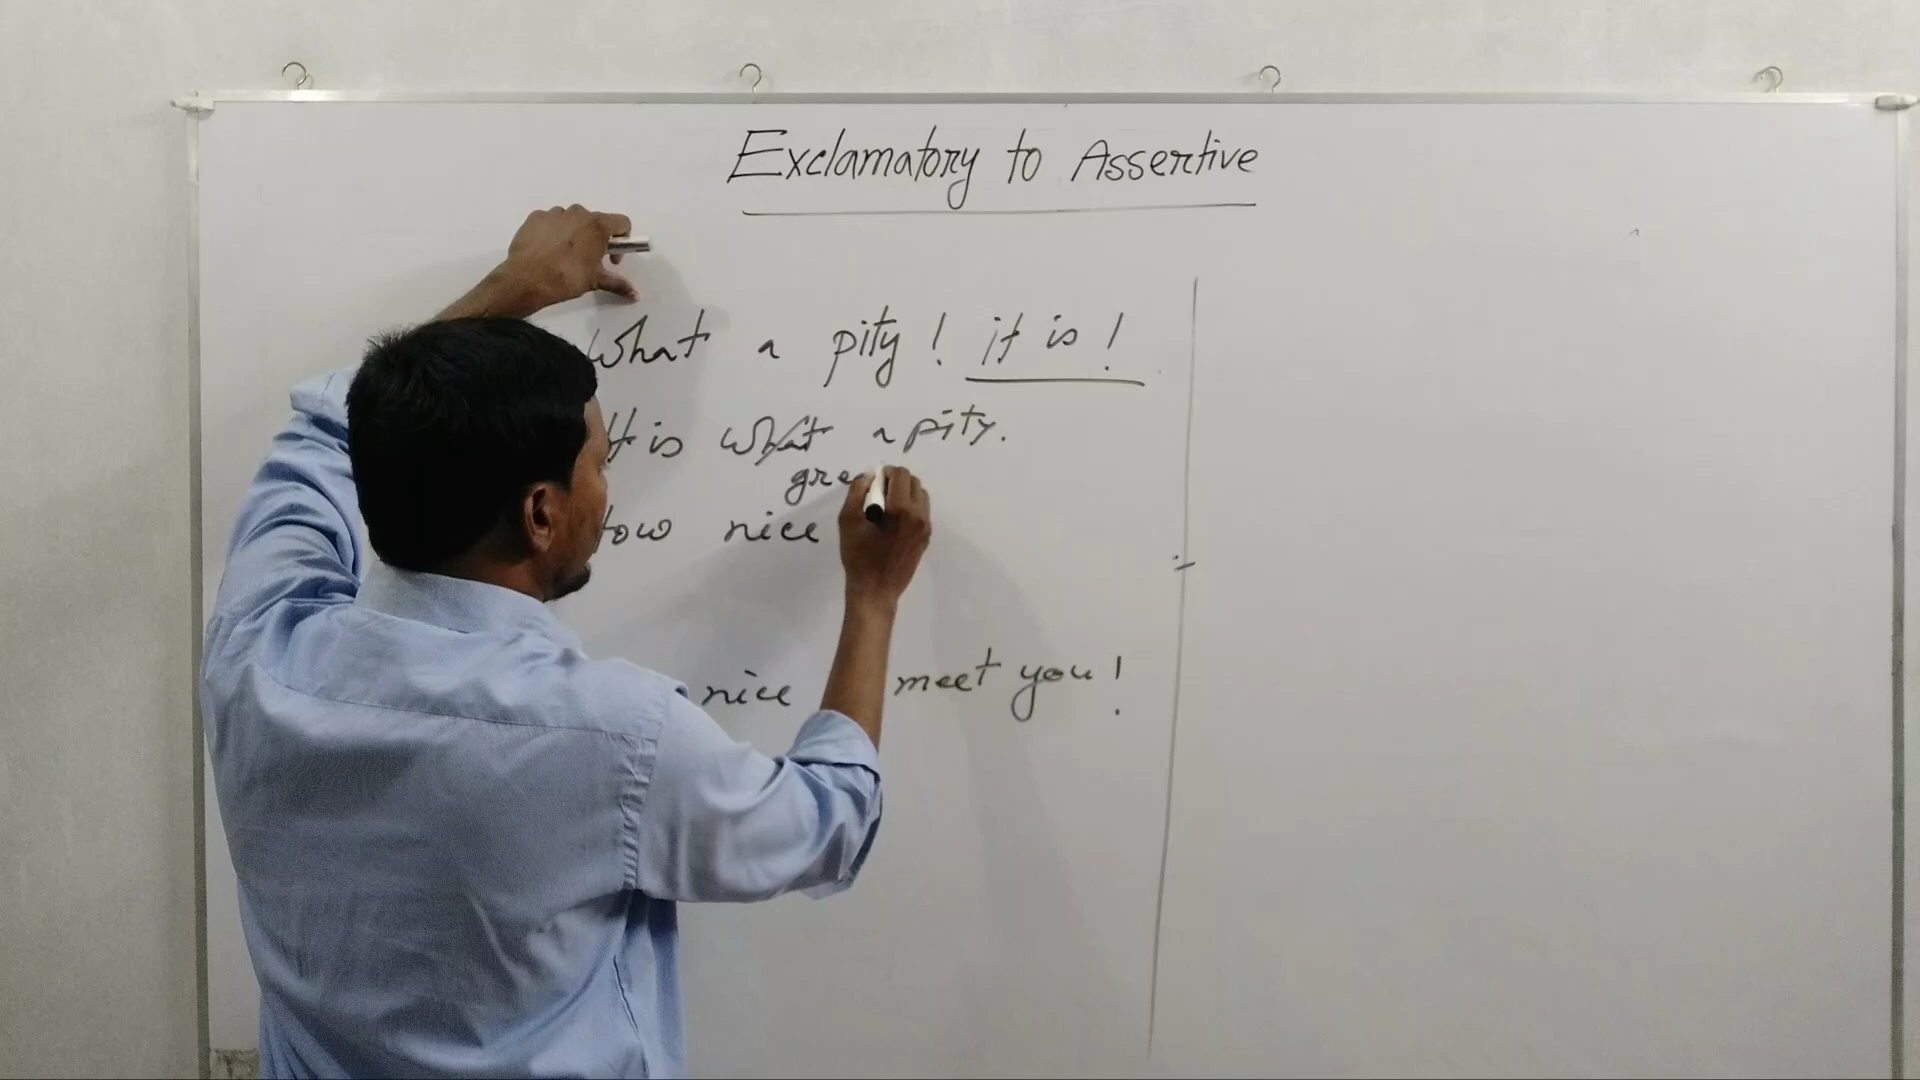 Exclamatory to Assertive
What a pity! it is!
It is what a pity.
gre
How nice
nice meet you!